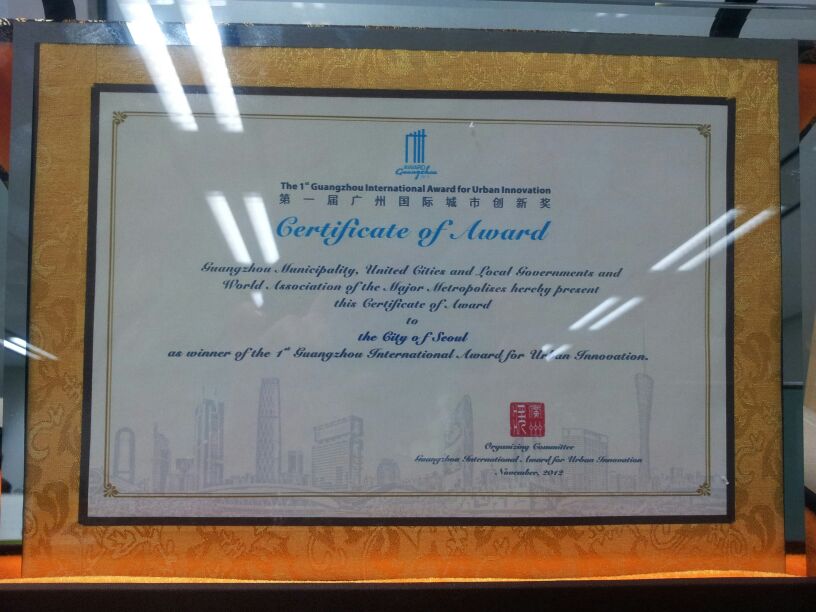 AWARD
Guangzhou
The 1st Guangzhou International Award for Urban Innovation
第一届广州国际城市创新奖
Certificate of Award
Guangzhou Municipality, United Cities and Local Governments and
World Association of the Major Metropolises hereby present
this Certificate of Award
to
the City of Seoul
as winner of the 1st Guangzhou International Award for Urban Innovation.
Organizing Committee
Guangzhou International Award for Urban Innovation
November, 2012